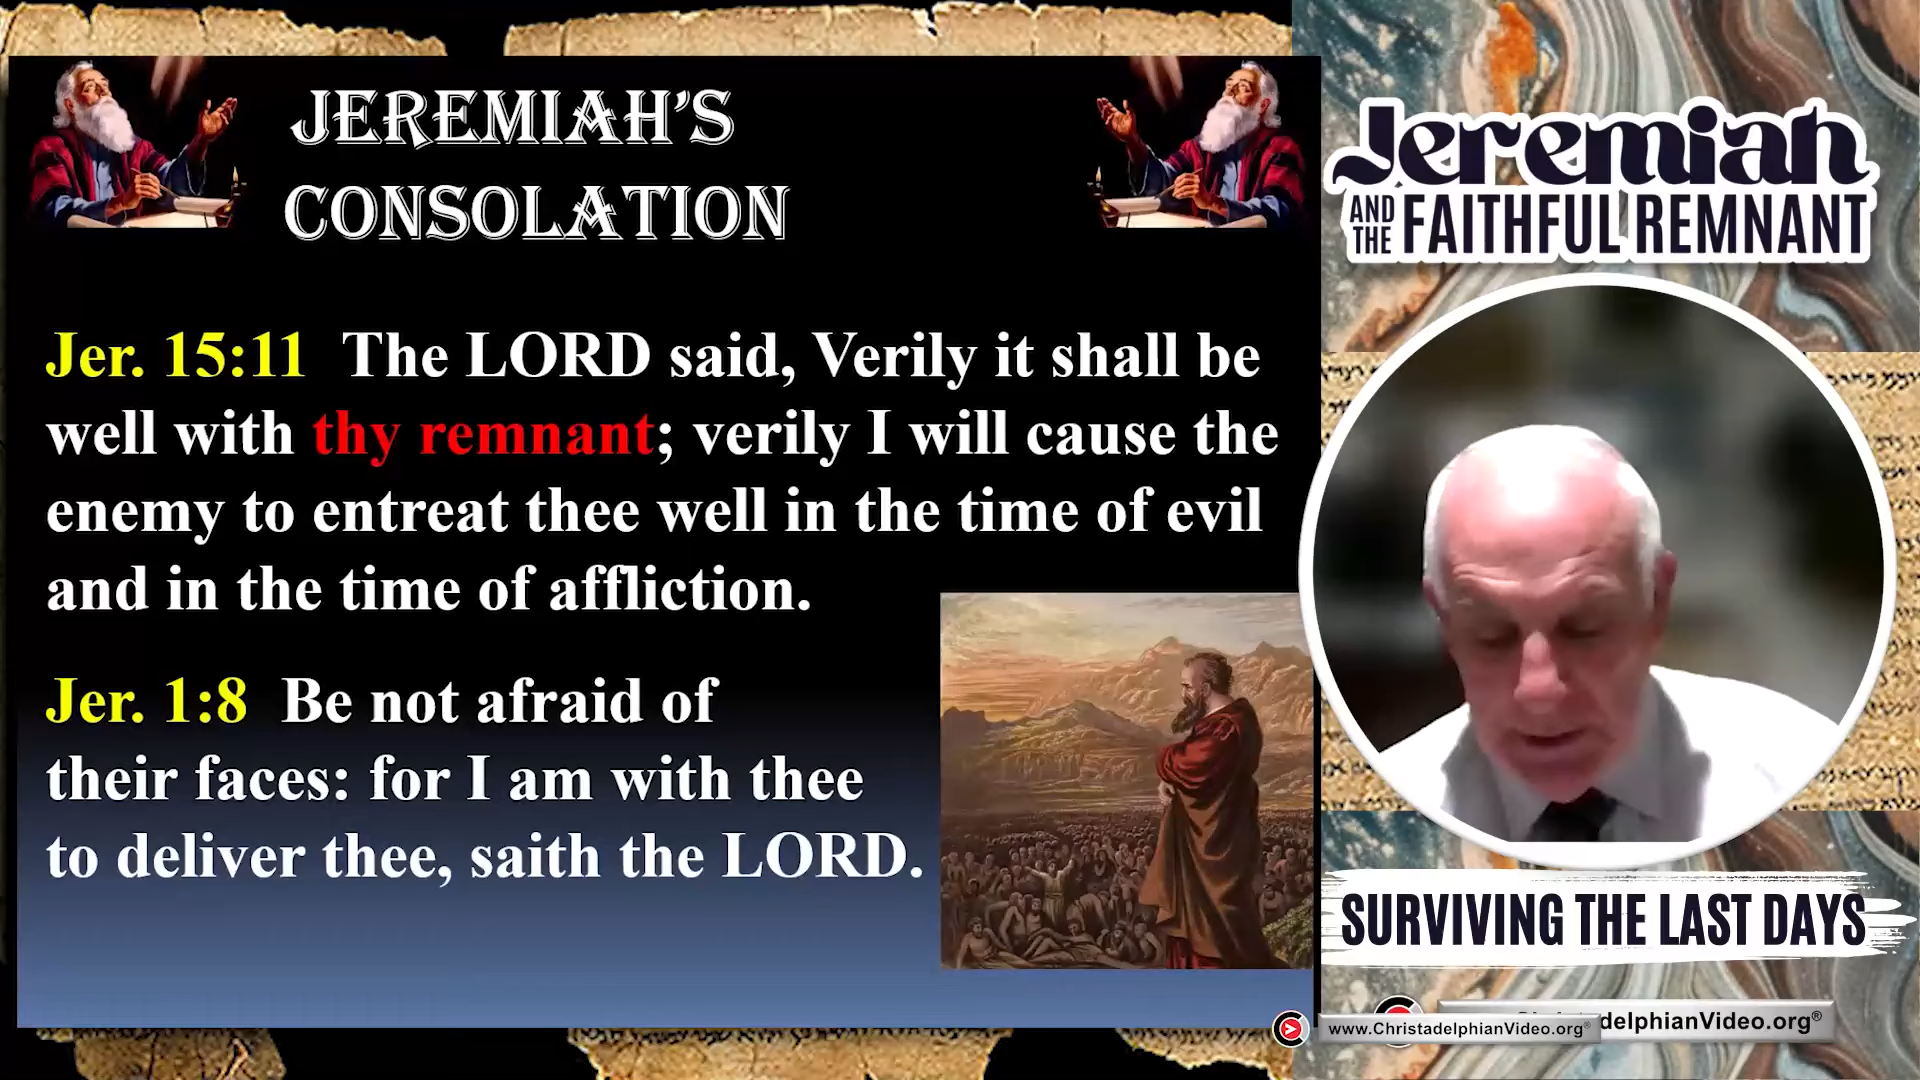 JEREMIAH'S
CONSOLATION
Jer. 15:11 The LORD said, Verily it shall be
well with thy remnant; verily I will cause the
enemy to entreat thee well in the time of evil
and in the time of affliction.
Jer. 1:8 Be not afraid of
their faces: for I am with thee
to deliver thee, saith the LORD.
Jeremiah
AND THE FAITHFUL REMNANT
SURVIVING THE LAST DAYS
www.ChristadelphianVideo.org®
delphianVideo.org®